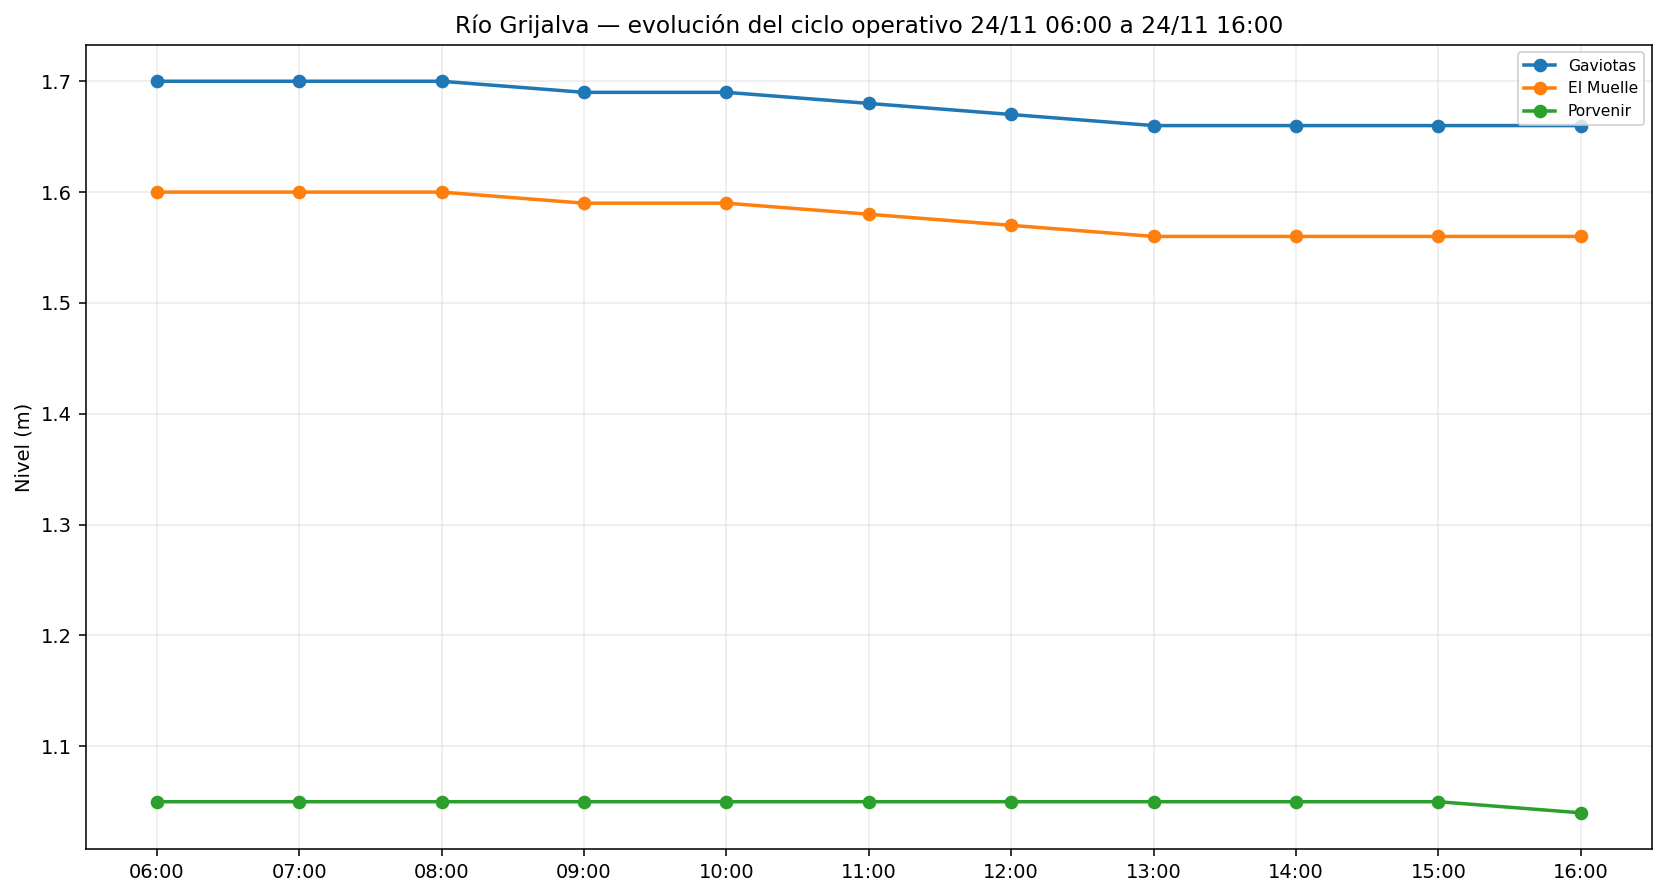 Río Grijalva — evolución del ciclo operativo 24/11 06:00 a 24/11 16:00
Gaviotas
El Muelle
Porvenir
Nivel (m)
1.7
1.6
1.5
1.4
1.3
1.2
1.1
06:00 07:00 08:00 09:00 10:00 11:00 12:00 13:00 14:00 15:00 16:00